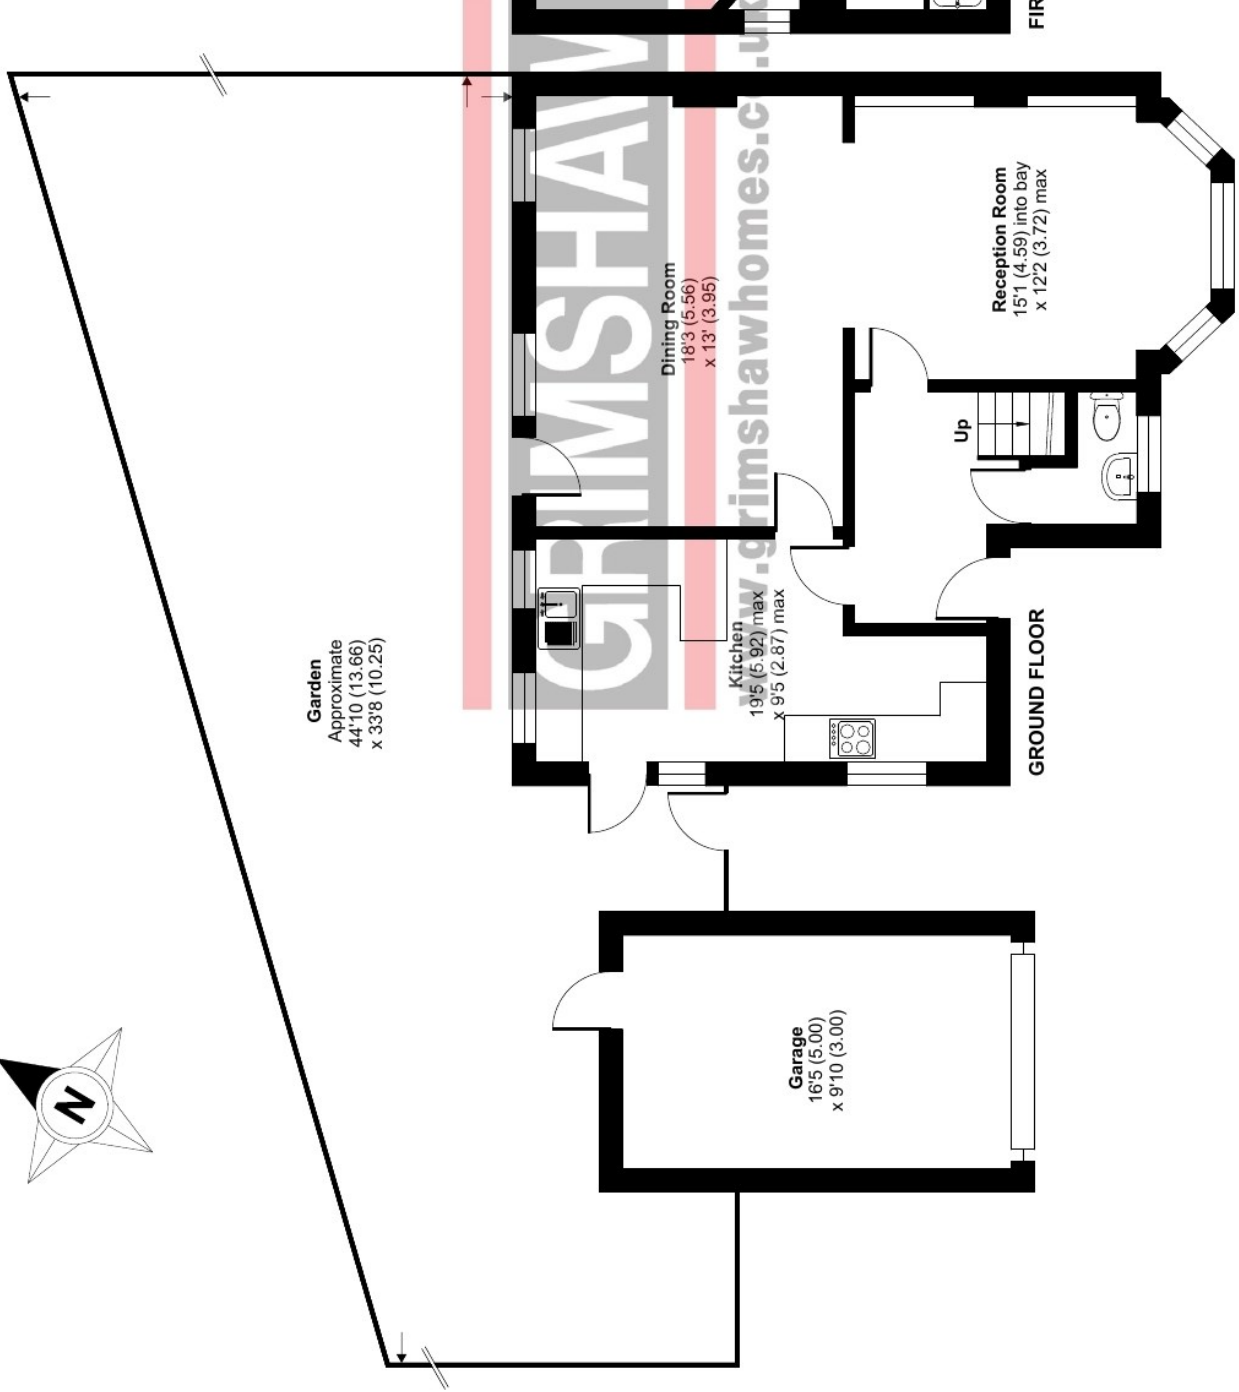 N
Garden
Approximate
44'10 (13.66)
x 33'8 (10.25)
Dining Room
18'3 (5.56)
x 13' (3.95)
Kitchen
19'5 (5.92) max
x 9'5 (2.87) max
Reception Room
15'1 (4.59) into bay
x 12'2 (3.72) max
Up
Garage
16'5 (5.00)
x 9'10 (3.00)
GROUND FLOOR
GRIMSHAW
www.grimshawhomes.co.uk
FIR